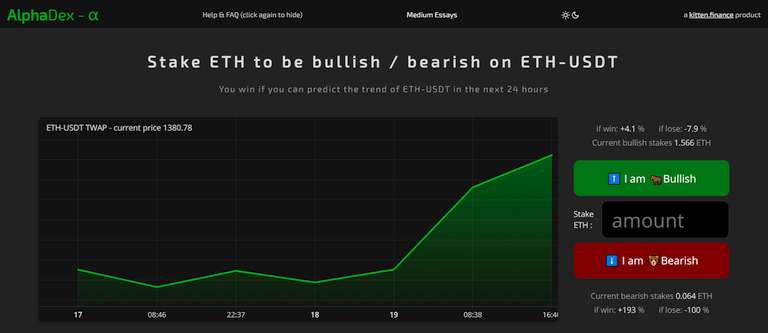 AlphaDex - α
Help & FAQ (click again to hide)
Medium Essays
a kitten.finance product
Stake ETH to be bullish / bearish on ETH-USDT
You win if you can predict the trend of ETH-USDT in the next 24 hours
ETH-USDT TWAP - current price 1380.78
17 08:46 22:37 18 19 08:38 16:4
if win: +4.1 % if lose: -7.9 %
Current bullish stakes 1.566 ETH
I am Bullish
Stake
ETH :
amount
I am Bearish
Current bearish stakes 0.064 ETH
if win: +193 % if lose: -100 %